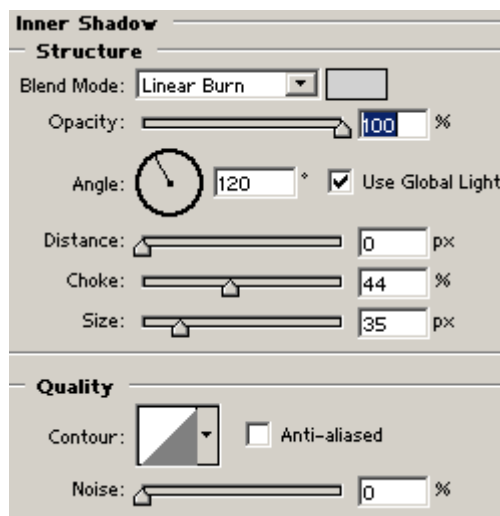 Inner Shadow
Structure
Blend Mode: Linear Burn
Opacity: 100 %
Angle: 120 ° Use Global Light
Distance: 0 px
Choke: 44 %
Size: 35 px
Quality
Contour: Anti-aliased
Noise: 0 %